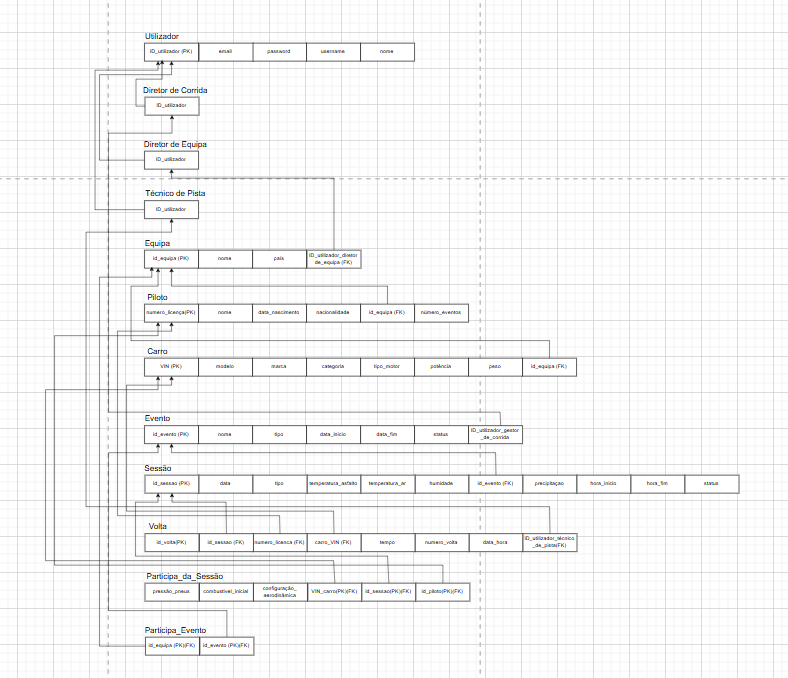 Utilizador
ID_utilizador (PK) email password username nome
Diretor de Corrida
ID_utilizador
Diretor de Equipa
ID_utilizador
Técnico de Pista
ID_utilizador
Equipa
id_equipa (PK) nome país ID_utilizador_diretor
de_equipa (FK)
Piloto
numero_licença(PK) nome data_nascimento nacionalidade id_equipa (FK) número_eventos
Carro
VIN (PK) modelo marca categoria tipo_motor potência peso id_equipa (FK)
Evento
id_evento (PK) nome tipo data_inicio data_fim status ID_utilizador_gestor
_de_corrida
Sessão
id_sessao (PK) data tipo temperatura_asfalto temperatura_ar humidade id_evento (FK) precipitaçao hora_inicio hora_fim status
Volta
id_volta(PK) id_sessao (FK) numero_licenca (FK) carro_VIN (FK) tempo numero_volta data_hora ID_utilizador_técnico
_de_pista(FK)
Participa_da_Sessão
pressão_pneus combustivel_inicial configuração_
aerodinâmica VIN_carro(PK)(FK) id_sessao(PK)(FK) id_piloto(PK)(FK)
Participa_Evento
id_equipa (PK)(FK) id_evento (PK)(FK)